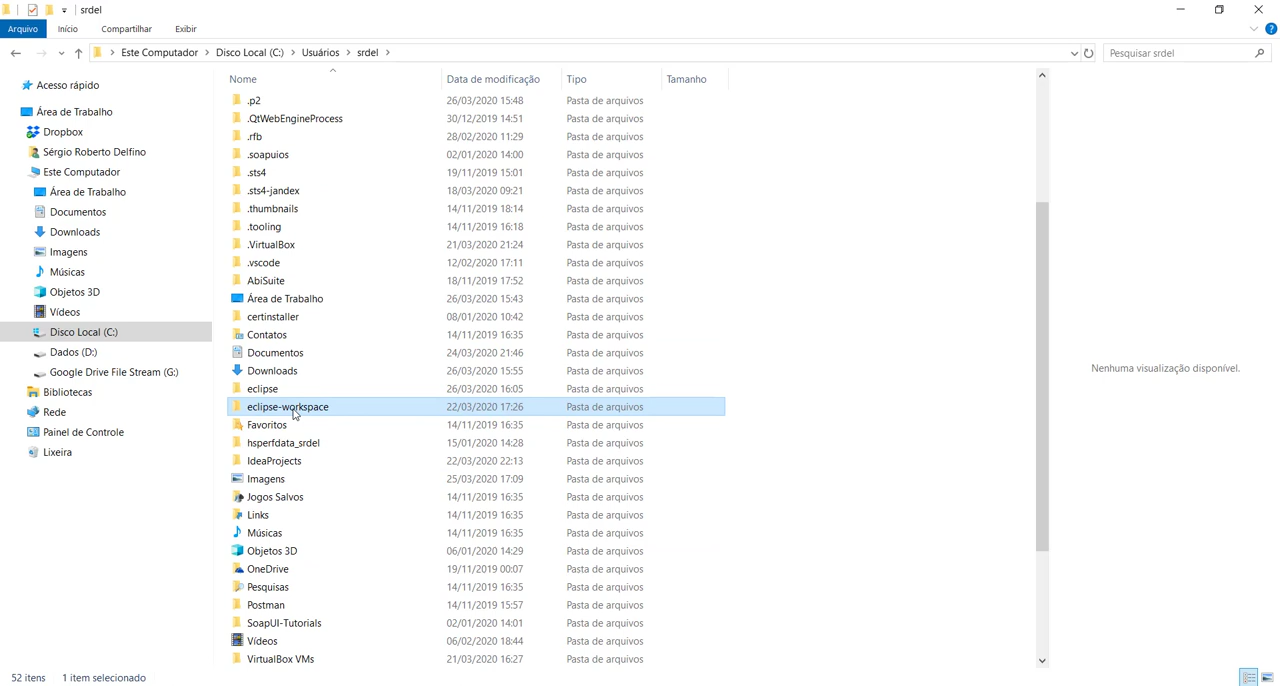 srdel
Arquivo Início Compartilhar Exibir
Este Computador Disco Local (C:) Usuários srdel
Pesquisar srdel
Acesso rápido
Área de Trabalho
Dropbox
Sérgio Roberto Delfino
Este Computador
Área de Trabalho
Documentos
Downloads
Imagens
Músicas
Objetos 3D
Vídeos
Disco Local (C:)
Dados (D:)
Google Drive File Stream (G:)
Bibliotecas
Rede
Painel de Controle
Lixeira
Nome Data de modificação Tipo Tamanho
.p2 26/03/2020 15:48 Pasta de arquivos
.QtWebEngineProcess 30/12/2019 14:51 Pasta de arquivos
.rfb 28/02/2020 11:29 Pasta de arquivos
.soapuios 02/01/2020 14:00 Pasta de arquivos
.sts4 19/11/2019 15:01 Pasta de arquivos
.sts4-jandex 18/03/2020 09:21 Pasta de arquivos
.thumbnails 14/11/2019 18:14 Pasta de arquivos
.tooling 14/11/2019 16:18 Pasta de arquivos
.VirtualBox 21/03/2020 21:24 Pasta de arquivos
.vscode 12/02/2020 17:11 Pasta de arquivos
AbiSuite 18/11/2019 17:52 Pasta de arquivos
Área de Trabalho 26/03/2020 15:43 Pasta de arquivos
certinstaller 08/01/2020 10:42 Pasta de arquivos
Contatos 14/11/2019 16:35 Pasta de arquivos
Documentos 24/03/2020 21:46 Pasta de arquivos
Downloads 26/03/2020 15:55 Pasta de arquivos
eclipse 26/03/2020 16:05 Pasta de arquivos
eclipse-workspace 22/03/2020 17:26 Pasta de arquivos
Favoritos 14/11/2019 16:35 Pasta de arquivos
hsperfdata_srdel 15/01/2020 14:28 Pasta de arquivos
IdeaProjects 22/03/2020 22:13 Pasta de arquivos
Imagens 25/03/2020 17:09 Pasta de arquivos
Jogos Salvos 14/11/2019 16:35 Pasta de arquivos
Links 14/11/2019 16:35 Pasta de arquivos
Músicas 14/11/2019 16:35 Pasta de arquivos
Objetos 3D 06/01/2020 14:29 Pasta de arquivos
OneDrive 19/11/2019 00:07 Pasta de arquivos
Pesquisas 14/11/2019 16:35 Pasta de arquivos
Postman 14/11/2019 15:57 Pasta de arquivos
SoapUI-Tutorials 02/01/2020 14:01 Pasta de arquivos
Vídeos 06/02/2020 18:44 Pasta de arquivos
VirtualBox VMs 21/03/2020 16:27 Pasta de arquivos
Nenhuma visualização disponível.
52 itens 1 item selecionado